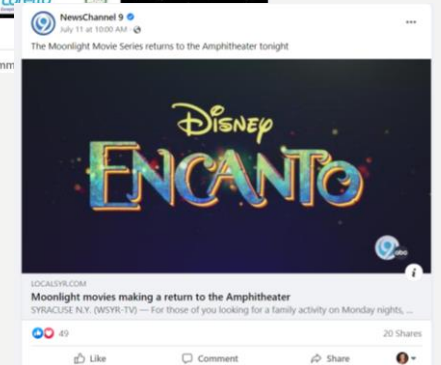 NewsChannel 9
July 11 at 10:00 AM ·
The Moonlight Movie Series returns to the Amphitheater tonight
Disney
ENCANTO
9 abc
i
LOCALSYR.COM
Moonlight movies making a return to the Amphitheater
SYRACUSE N.Y. (WSYR-TV) — For those of you looking for a family activity on Monday nights, ...
49
20 Shares
Like Comment Share